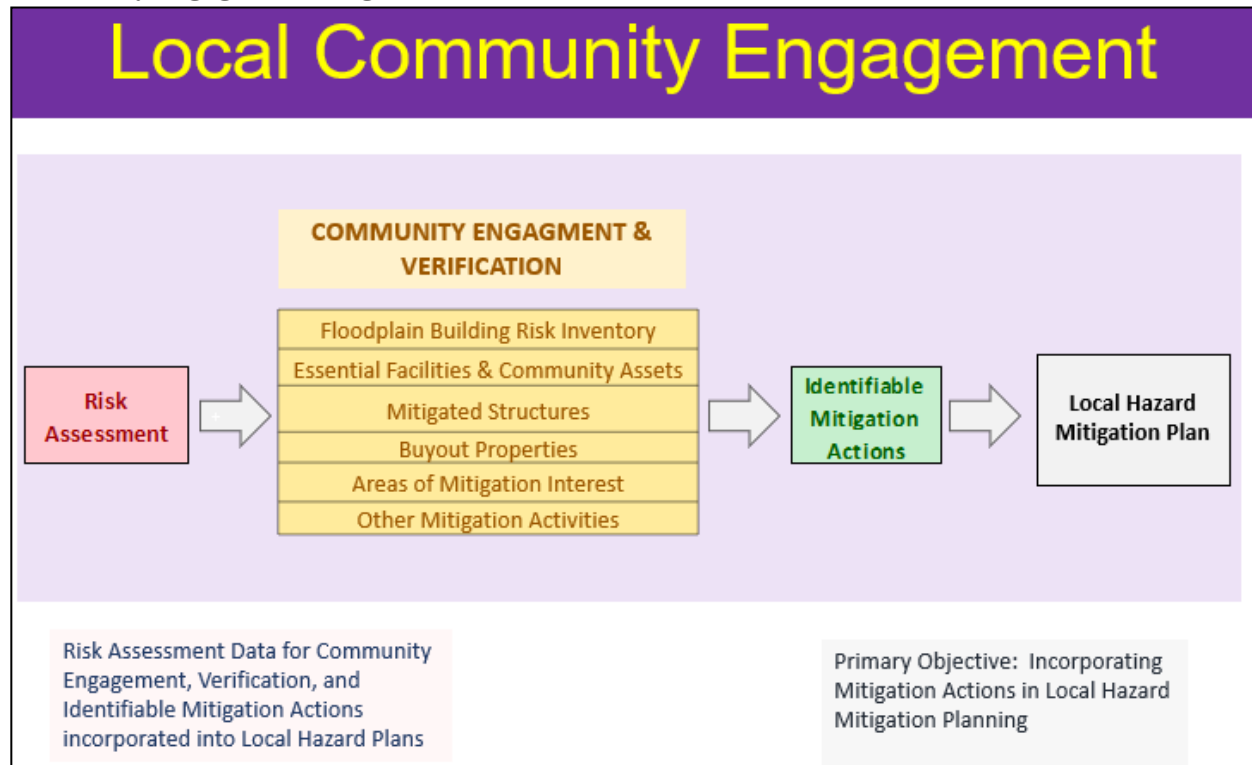 Local Community Engagement
COMMUNITY ENGAGMENT &
VERIFICATION
Floodplain Building Risk Inventory
Essential Facilities & Community Assets
Mitigated Structures
Buyout Properties
Areas of Mitigation Interest
Other Mitigation Activities
Risk
Assessment
Identifiable
Mitigation
Actions
Local Hazard
Mitigation Plan
Risk Assessment Data for Community
Engagement, Verification, and
Identifiable Mitigation Actions
incorporated into Local Hazard Plans
Primary Objective:  Incorporating
Mitigation Actions in Local Hazard
Mitigation Planning